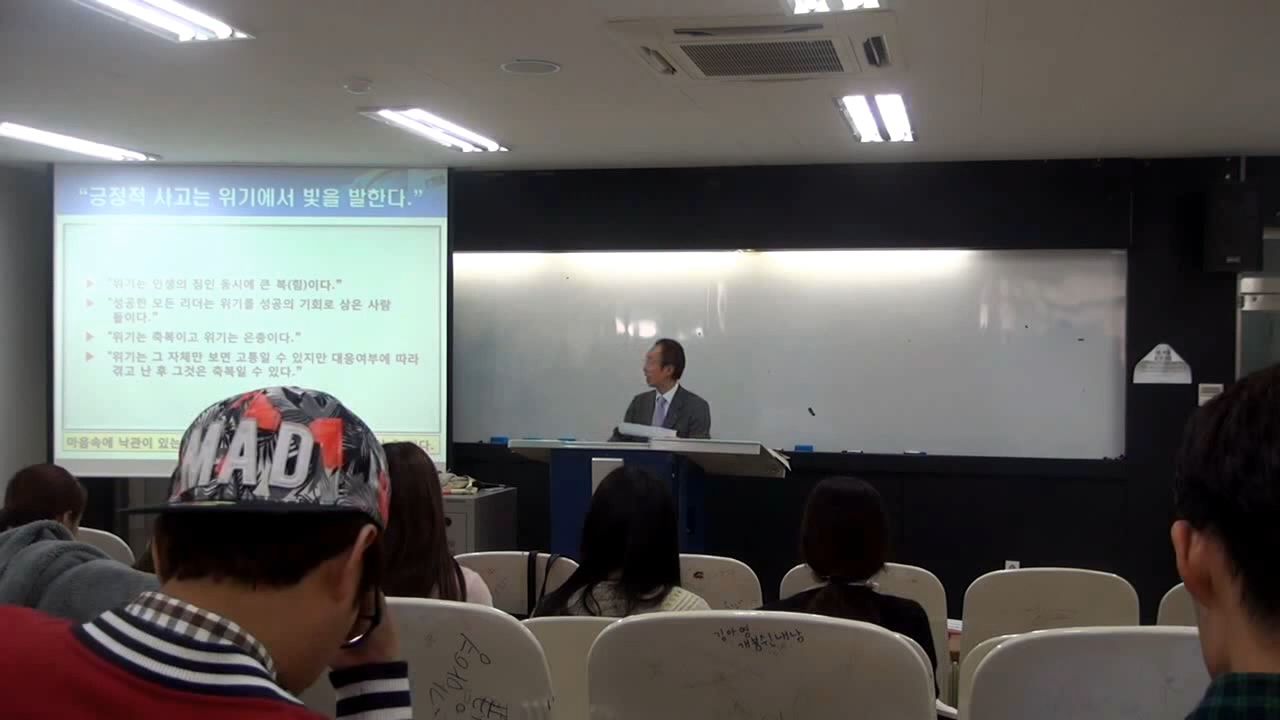 “긍정적 사고는 위기에서 빛을 발한다.”
“위기는 인생의 짐인 동시에 큰 복(힘)이다.”
“성공한 모든 리더는 위기를 성공의 기회로 삼은 사람
들이다.”
“위기는 축복이고 위기는 은총이다.”
“위기는 그 자체만 보면 고통일 수 있지만 대응여부에 따라
겪고 난 후 그것은 축복일 수 있다.”
마음속에 낙관이 있는
MAD
김아영